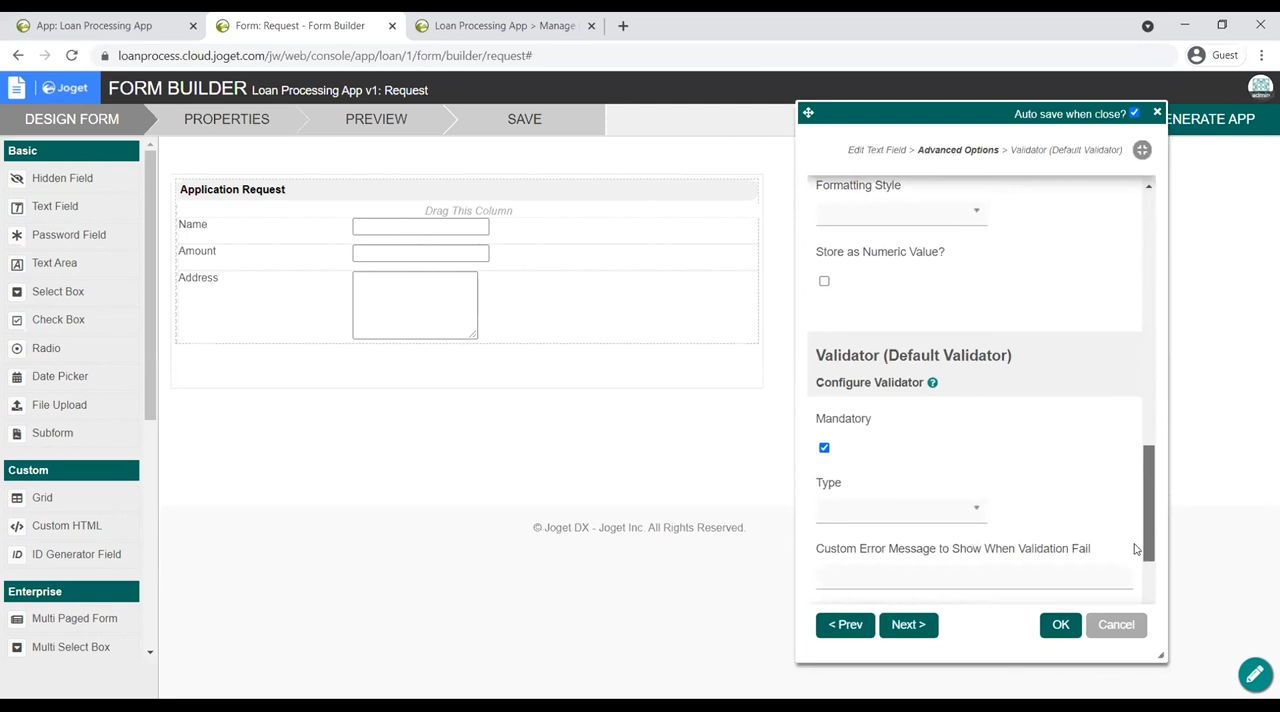 App: Loan Processing App
Form: Request - Form Builder
Loan Processing App > Manage
loanprocess.cloud.joget.com/jw/web/console/app/loan/1/form/builder/request#
Guest
Joget
FORM BUILDER Loan Processing App v1: Request
admin
DESIGN FORM
PROPERTIES
PREVIEW
SAVE
Auto save when close?
ENERATE APP
Basic
Hidden Field
Text Field
Password Field
Text Area
Select Box
Check Box
Radio
Date Picker
File Upload
Subform
Custom
Grid
Custom HTML
ID Generator Field
Enterprise
Multi Paged Form
Multi Select Box
Application Request
Drag This Column
Name
Amount
Address
© Joget DX - Joget Inc. All Rights Reserved.
Edit Text Field > Advanced Options > Validator (Default Validator)
Formatting Style
Store as Numeric Value?
Validator (Default Validator)
Configure Validator ?
Mandatory
Type
Custom Error Message to Show When Validation Fail
< Prev
Next >
OK
Cancel